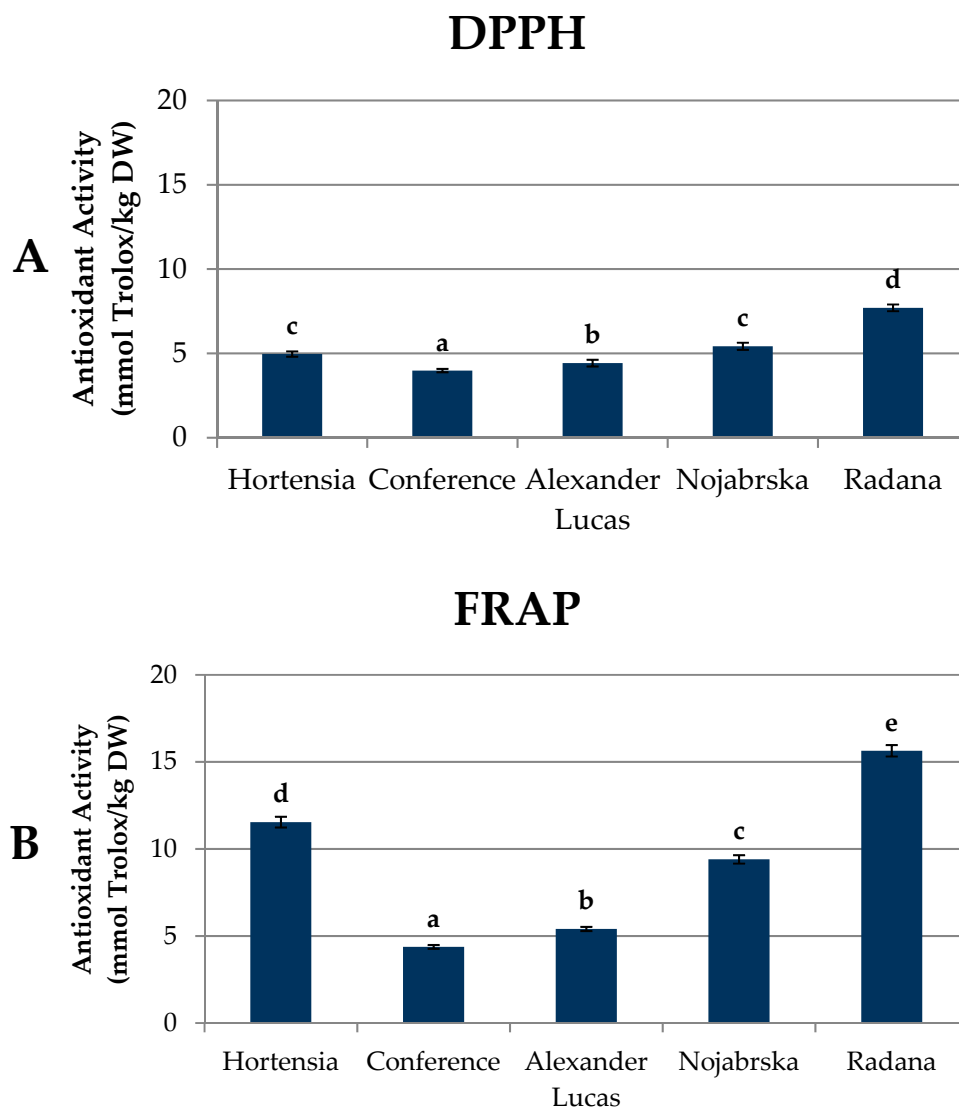 DPPH
A
Antioxidant Activity
(mmol Trolox/kg DW)
20
15
10
5
0
c
a
b
c
d
Hortensia Conference Alexander Lucas Nojabrska Radana
FRAP
B
Antioxidant Activity
(mmol Trolox/kg DW)
20
15
10
5
0
d
a
b
c
e
Hortensia Conference Alexander Lucas Nojabrska Radana